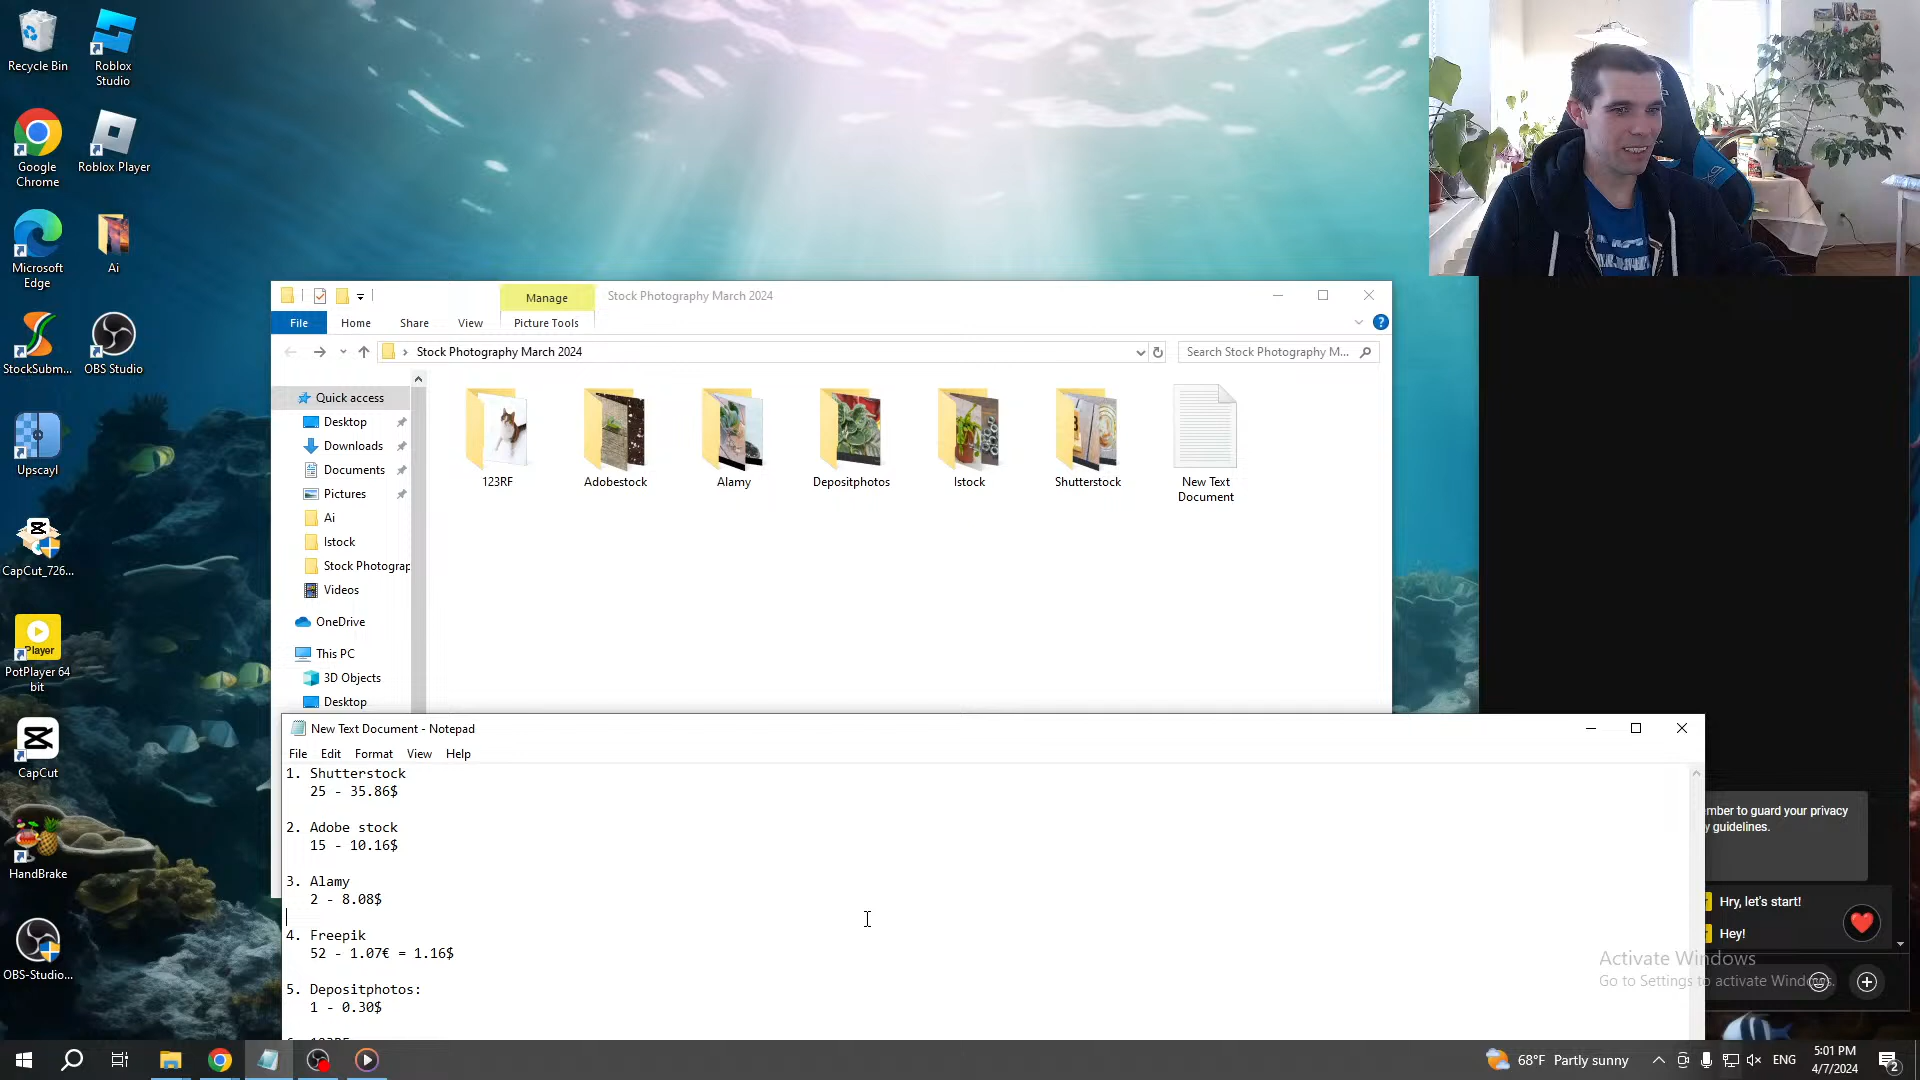 Recycle Bin
Roblox
Studio
Google
Chrome
Roblox Player
Microsoft
Edge
Ai
StockSubm...
OBS Studio
Upscayl
CapCut_726...
Player
PotPlayer 64
bit
CapCut
HandBrake
OBS-Studio...
Manage
Stock Photography March 2024
File
Home
Share
View
Picture Tools
Stock Photography March 2024
Search Stock Photography M...
Quick access
Desktop
Downloads
Documents
Pictures
Ai
Istock
Stock Photograp
Videos
OneDrive
This PC
3D Objects
Desktop
123RF
Adobestock
Alamy
Depositphotos
Istock
Shutterstock
New Text
Document
New Text Document - Notepad
File Edit Format View Help
1. Shutterstock
25 - 35.86$
2. Adobe stock
15 - 10.16$
3. Alamy
2 - 8.08$
4. Freepik
52 - 1.07€ = 1.16$
5. Depositphotos:
1 - 0.30$
mber to guard your privacy
y guidelines.
Hry, let's start!
Hey!
Activate Windows
Go to Settings to activate Windows.
68°F Partly sunny
ENG
5:01 PM
4/7/2024
2